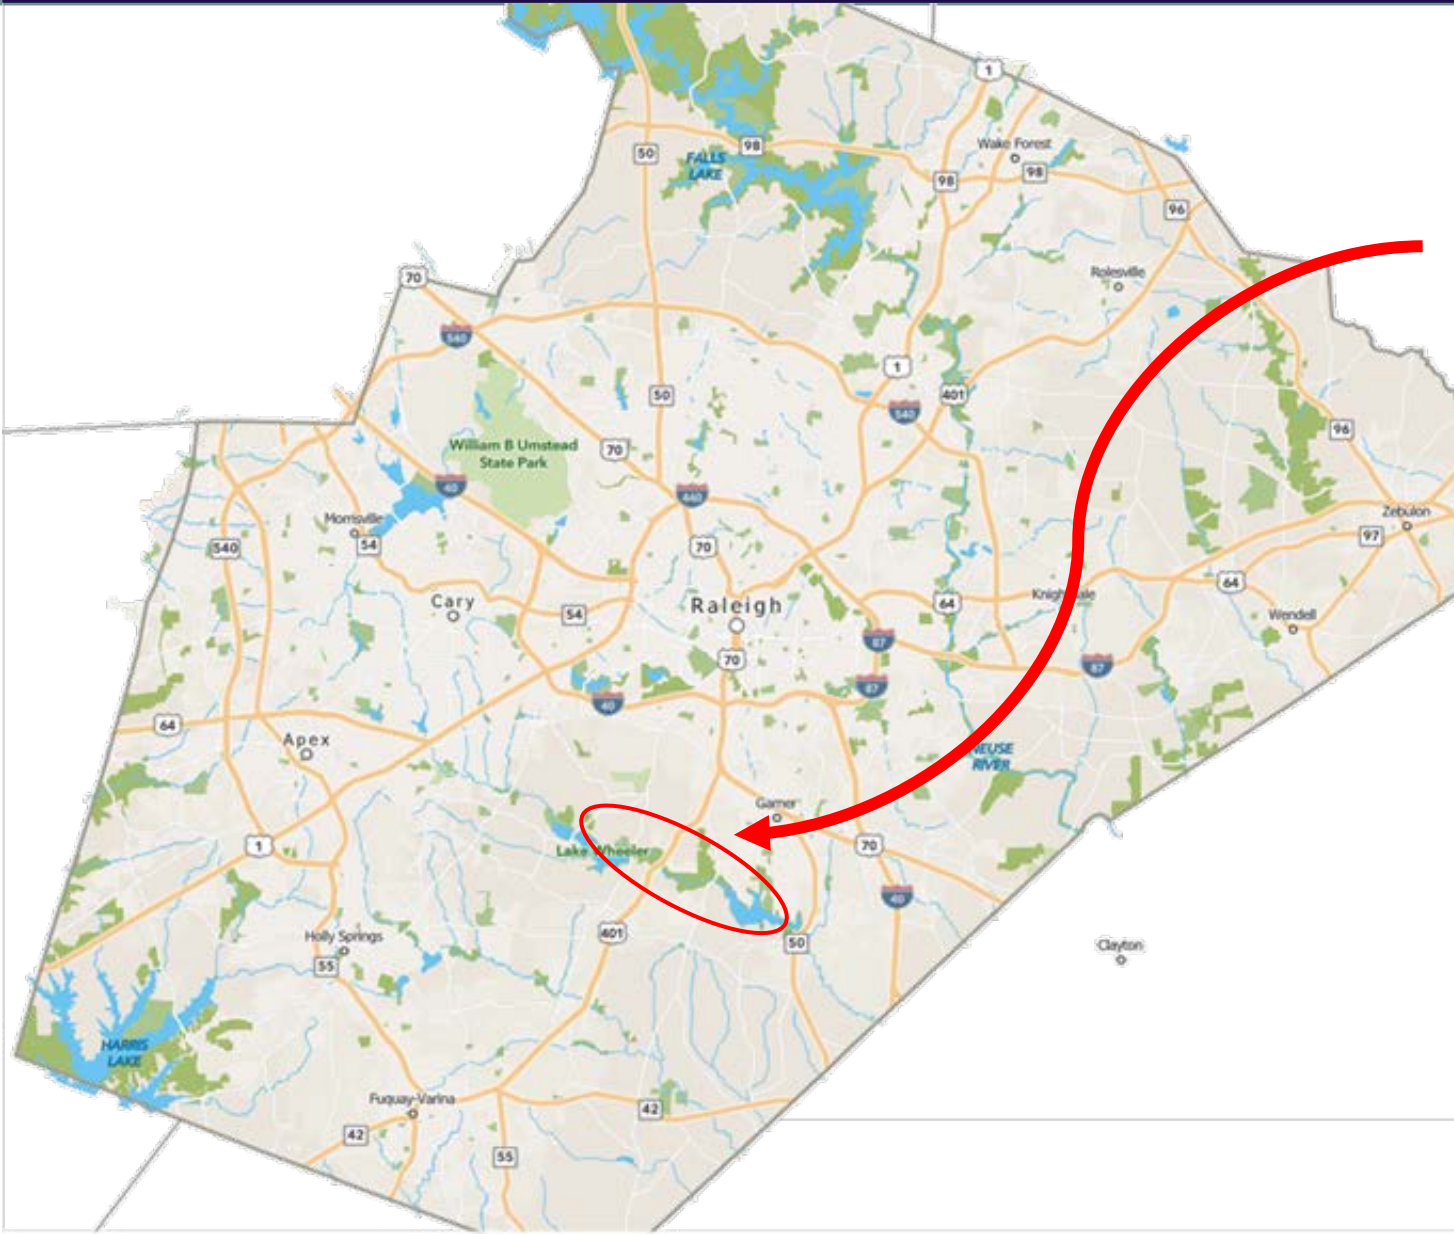 1
Wake Forest
50
98
FALLS
LAKE
98
98
96
70
Rolesville
540
1
50
401
540
96
William B Umstead
State Park
70
40
440
Zebulon
Morrisville
54
540
70
97
64
Knightdale
Cary
54
Raleigh
64
Wendell
87
70
87
87
40
64
Apex
NEUSE
RIVER
Garner
1
Lake Wheeler
70
40
401
Holly Springs
50
Clayton
55
HARRIS
LAKE
Fuquay-Varina
42
42
55